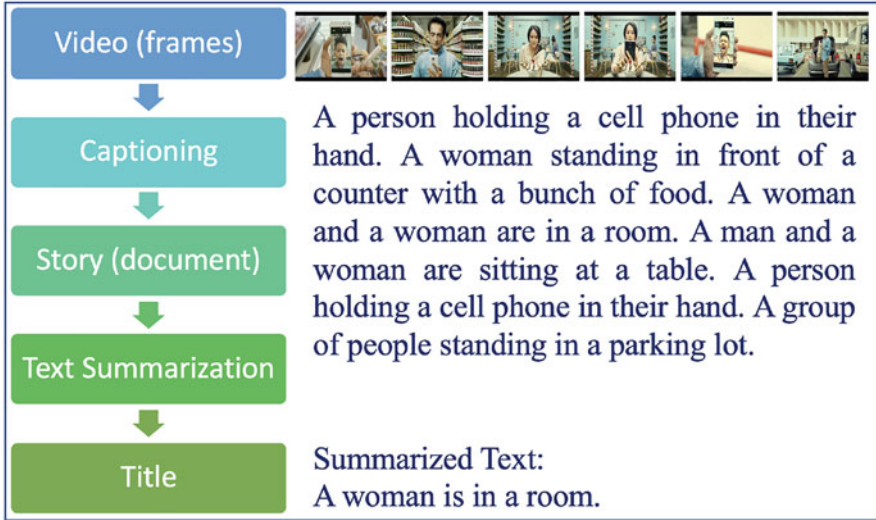 Video (frames)
Captioning
Story (document)
Text Summarization
Title
A person holding a cell phone in their
hand. A woman standing in front of a
counter with a bunch of food. A woman
and a woman are in a room. A man and a
woman are sitting at a table. A person
holding a cell phone in their hand. A group
of people standing in a parking lot.
Summarized Text:
A woman is in a room.